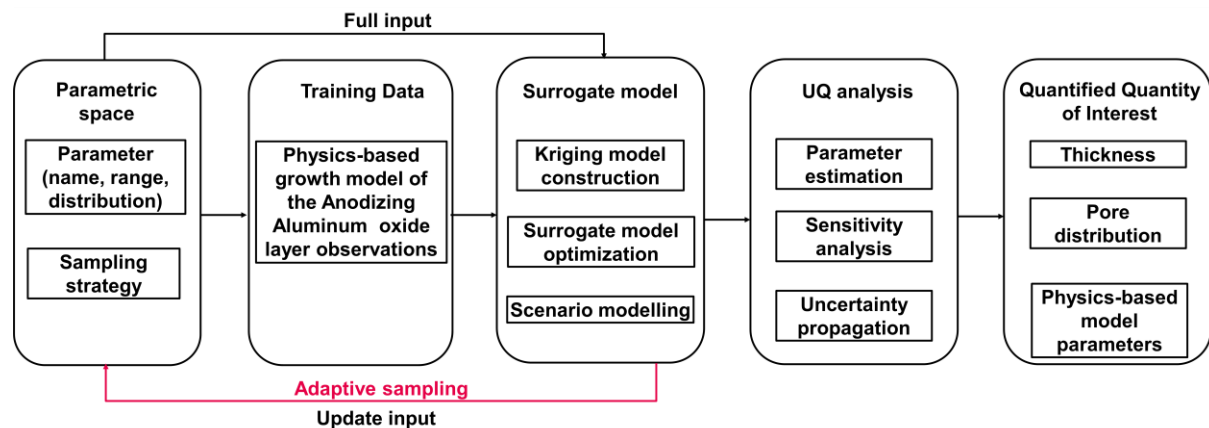 Full input
Parametric
space
Parameter
(name, range,
distribution)
Sampling
strategy
Training Data
Physics-based
growth model of
the Anodizing
Aluminum oxide
layer observations
Surrogate model
Kriging model
construction
Surrogate model
optimization
Scenario modelling
UQ analysis
Parameter
estimation
Sensitivity
analysis
Uncertainty
propagation
Quantified Quantity
of Interest
Thickness
Pore
distribution
Physics-based
model
parameters
Adaptive sampling
Update input